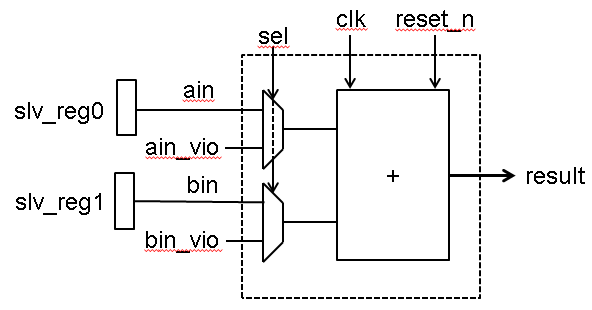 clk reset_n
sel
ain
slv_reg0
ain_vio
bin
+ result
slv_reg1
bin_vio